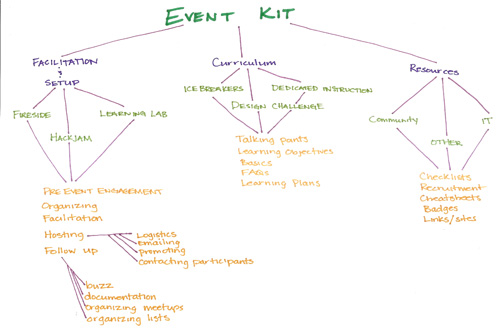 EVENT KIT
FACILITATION
&
SETUP
FIRESIDE
HACKJAM
LEARNING LAB
PRE EVENT ENGAGEMENT
Organizing
Facilitation
Hosting
Logistics
emailing
promoting
contacting participants
Follow up
buzz
documentation
organizing meetups
organizing lists
Curriculum
ICEBREAKERS
DESIGN CHALLENGE
DEDICATED INSTRUCTION
Talking points
Learning Objectives
Basics
FAQs
Learning Plans
Resources
Community
OTHER
IT
Checklists
Recruitment
Cheatsheets
Badges
Links/sites